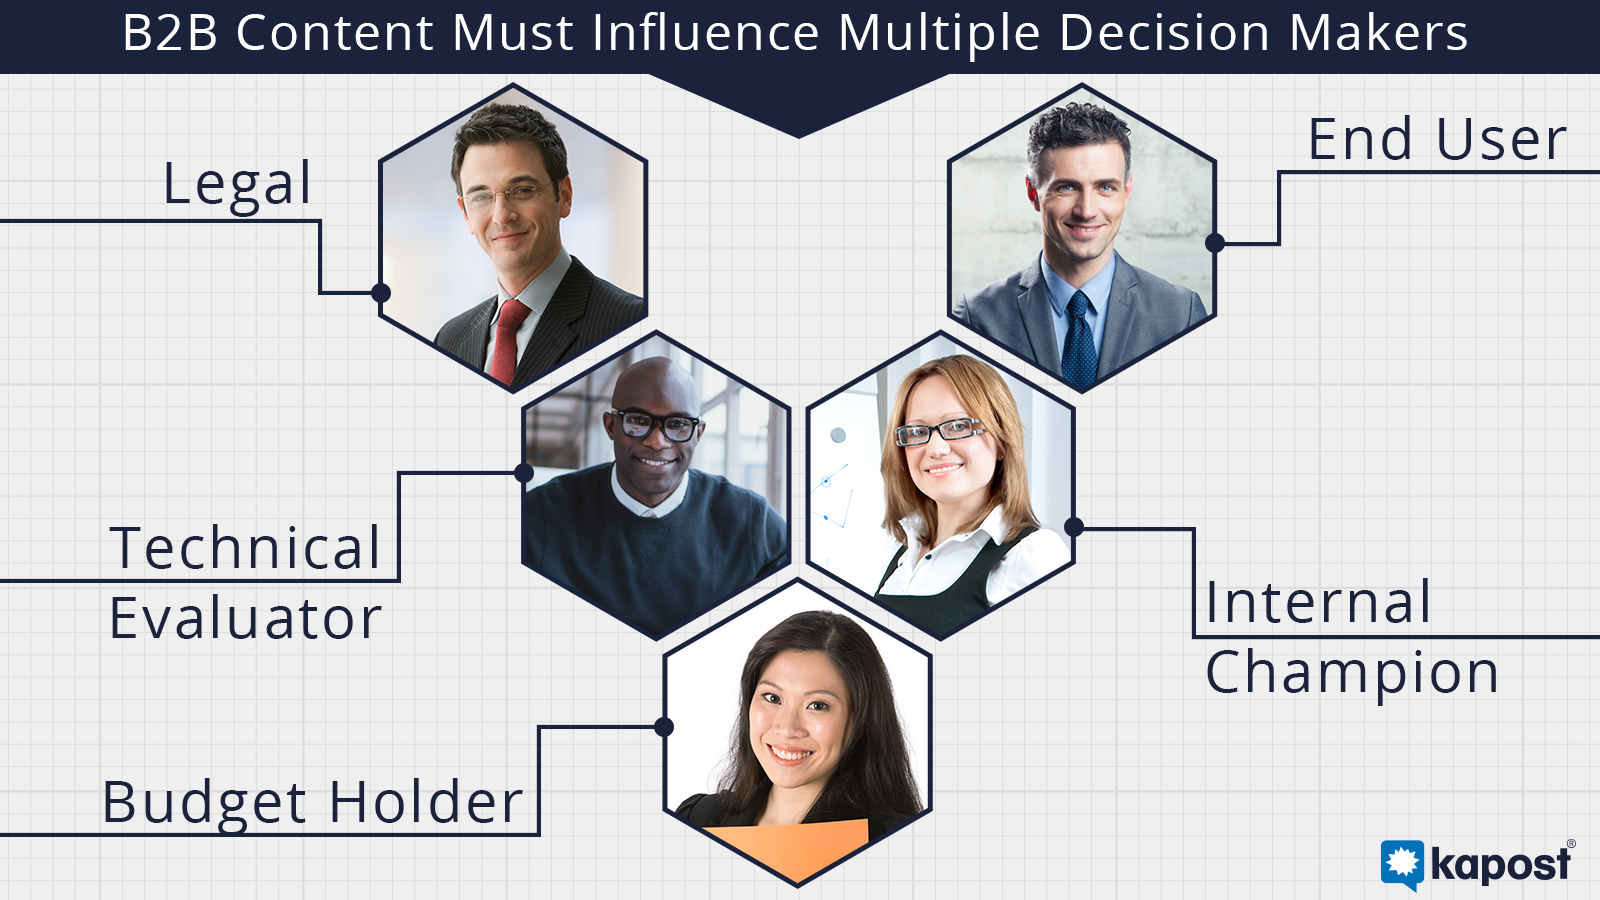 B2B Content Must Influence Multiple Decision Makers
Legal
End User
Technical
Evaluator
Internal
Champion
Budget Holder
kapost®